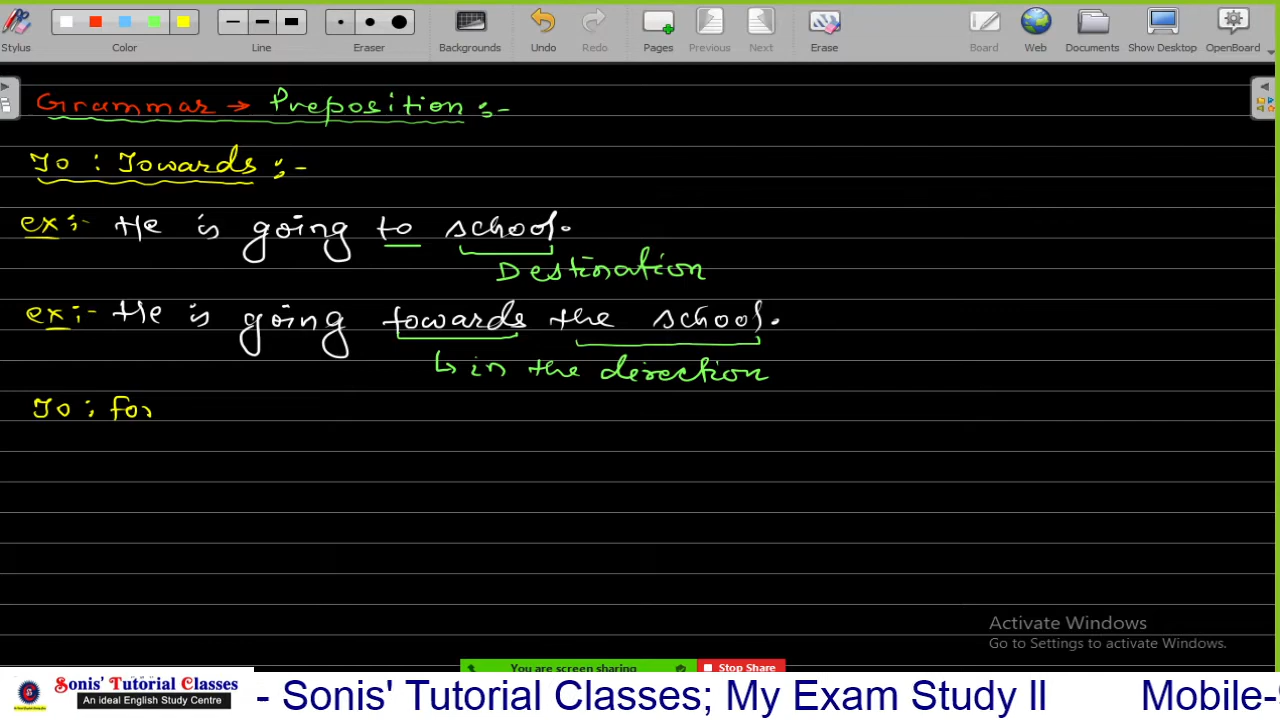 Stylus
Color
Line
Eraser
Backgrounds
Undo
Redo
Pages
Previous
Next
Erase
Board
Web
Documents
Show Desktop
OpenBoard
Grammar → Preposition :-
To : Towards :-
ex :- He is going to school.
Destination
ex :- He is going towards the school.
↳ in the direction
To : for
Activate Windows
Go to Settings to activate Windows.
You are screen sharing
Stop Share
Sonis' Tutorial Classes
An ideal English Study Centre
- Sonis' Tutorial Classes; My Exam Study ll Mobile-